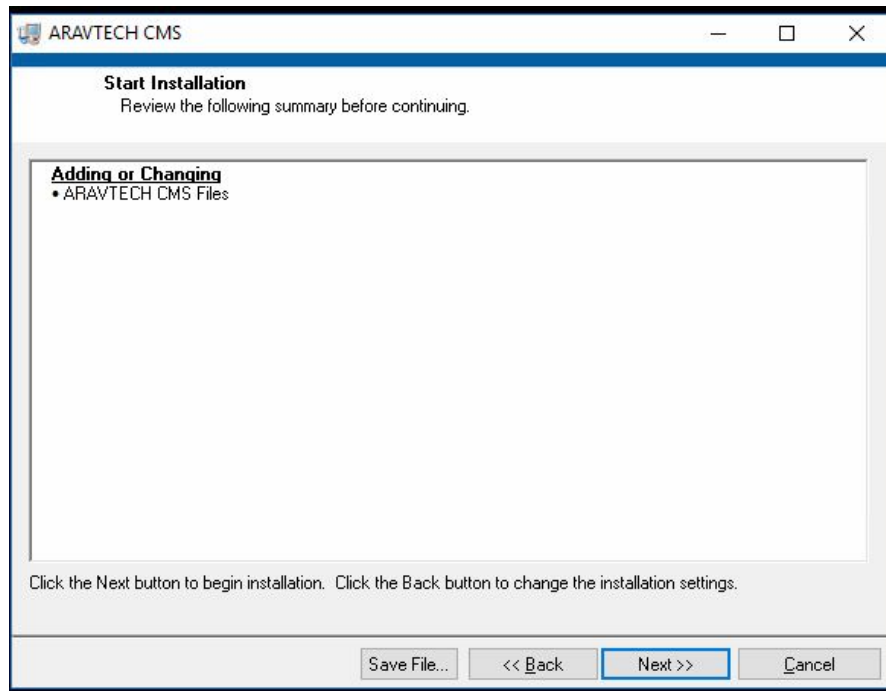 ARAVTECH CMS
Start Installation
Review the following summary before continuing.
Adding or Changing
• ARAVTECH CMS Files
Click the Next button to begin installation. Click the Back button to change the installation settings.
Save File... << Back Next >> Cancel